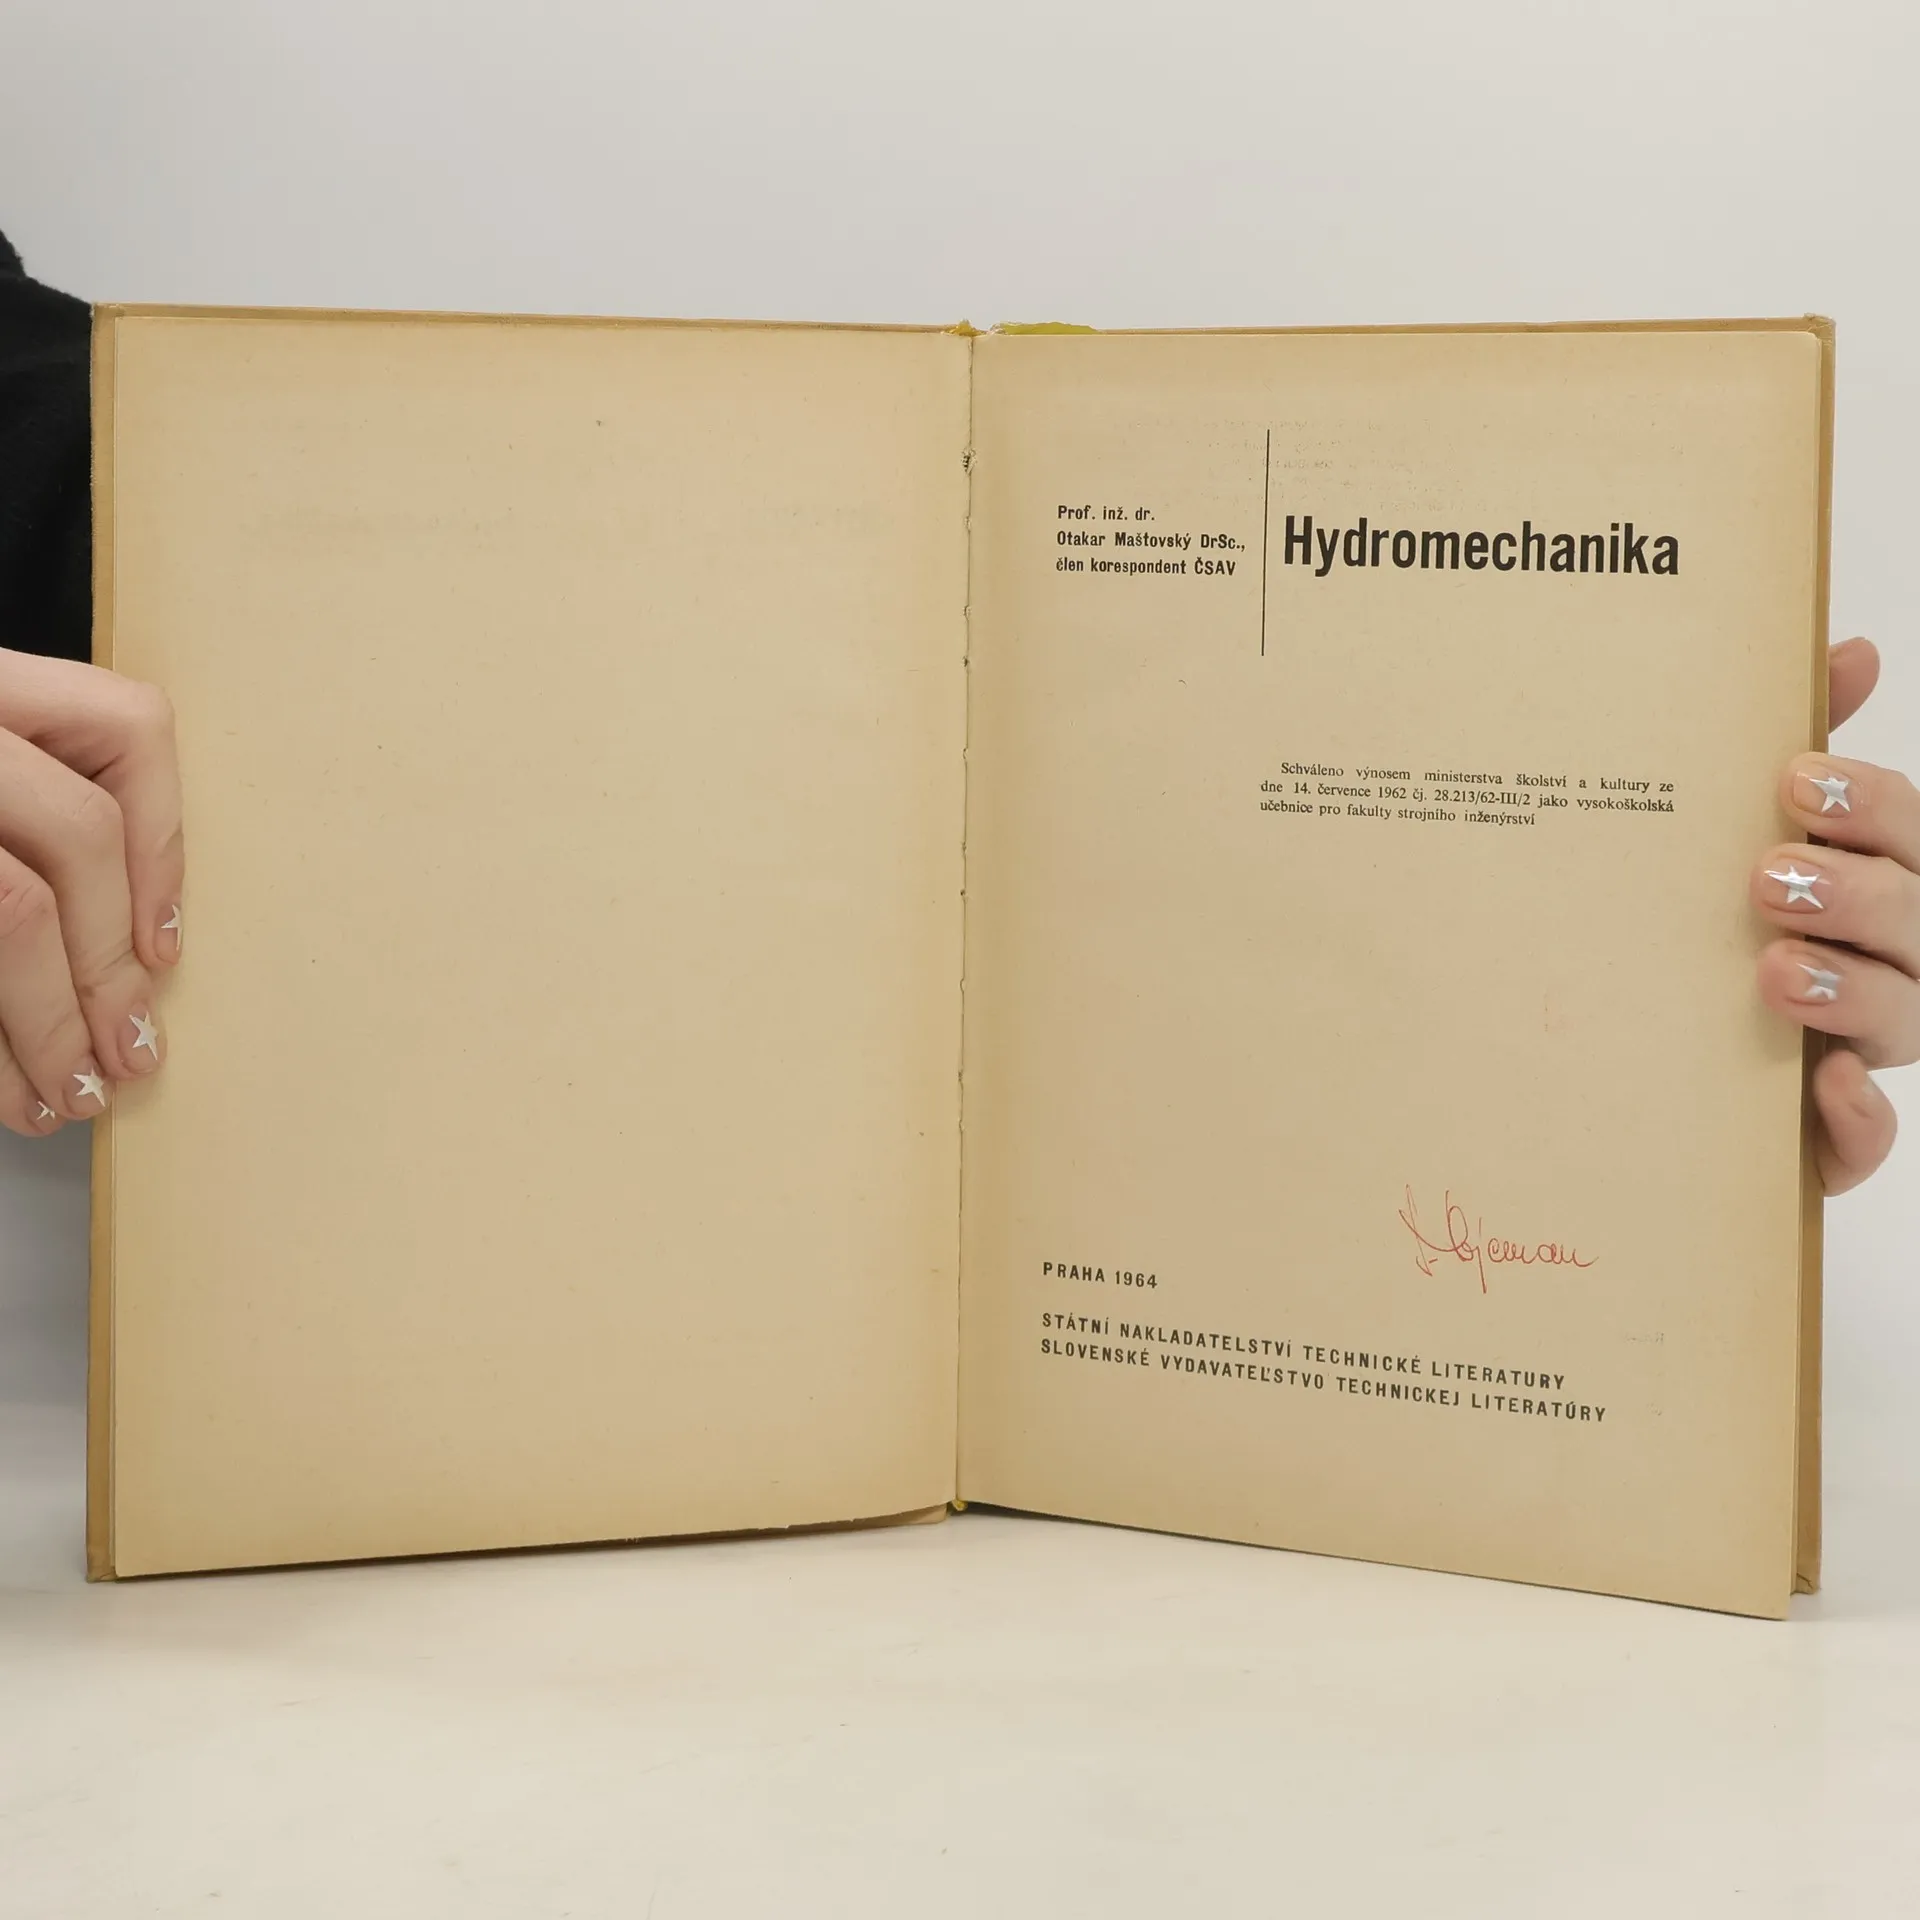 Prof. inž. dr.
Otakar Maštovský DrSc.,
člen korespondent ČSAV
Hydromechanika
Schváleno výnosem ministerstva školství a kultury ze
dne 14. července 1962 čj. 28.213/62-III/2 jako vysokoškolská
učebnice pro fakulty strojního inženýrství
PRAHA 1964
STÁTNÍ NAKLADATELSTVÍ TECHNICKÉ LITERATURY
SLOVENSKÉ VYDAVATEĽSTVO TECHNICKEJ LITERATÚRY